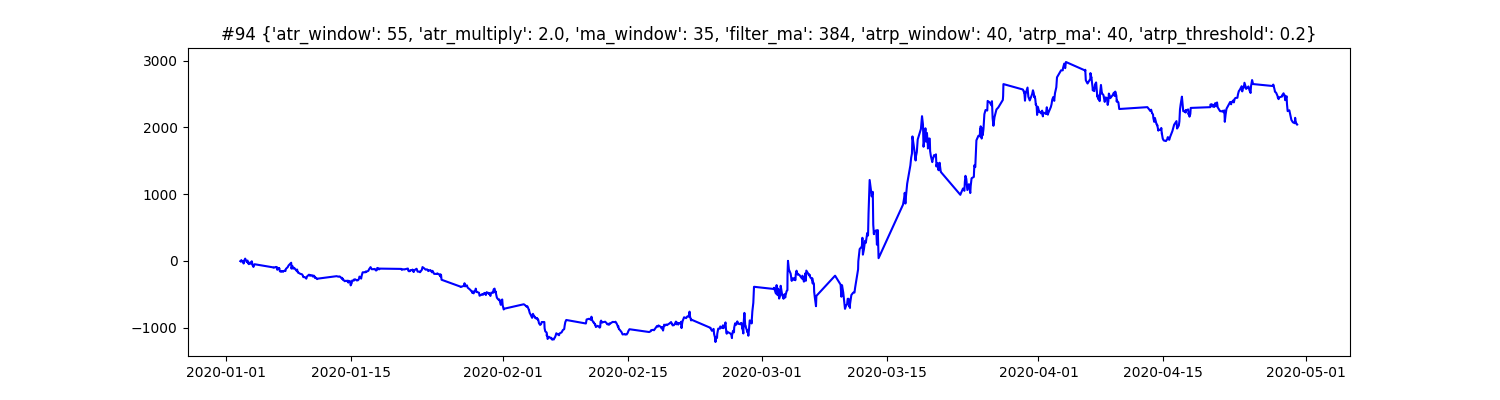 #94 {'atr_window': 55, 'atr_multiply': 2.0, 'ma_window': 35, 'filter_ma': 384, 'atrp_window': 40, 'atrp_ma': 40, 'atrp_threshold': 0.2}
3000
2000
1000
0
−1000
2020-01-01 2020-01-15 2020-02-01 2020-02-15 2020-03-01 2020-03-15 2020-04-01 2020-04-15 2020-05-01